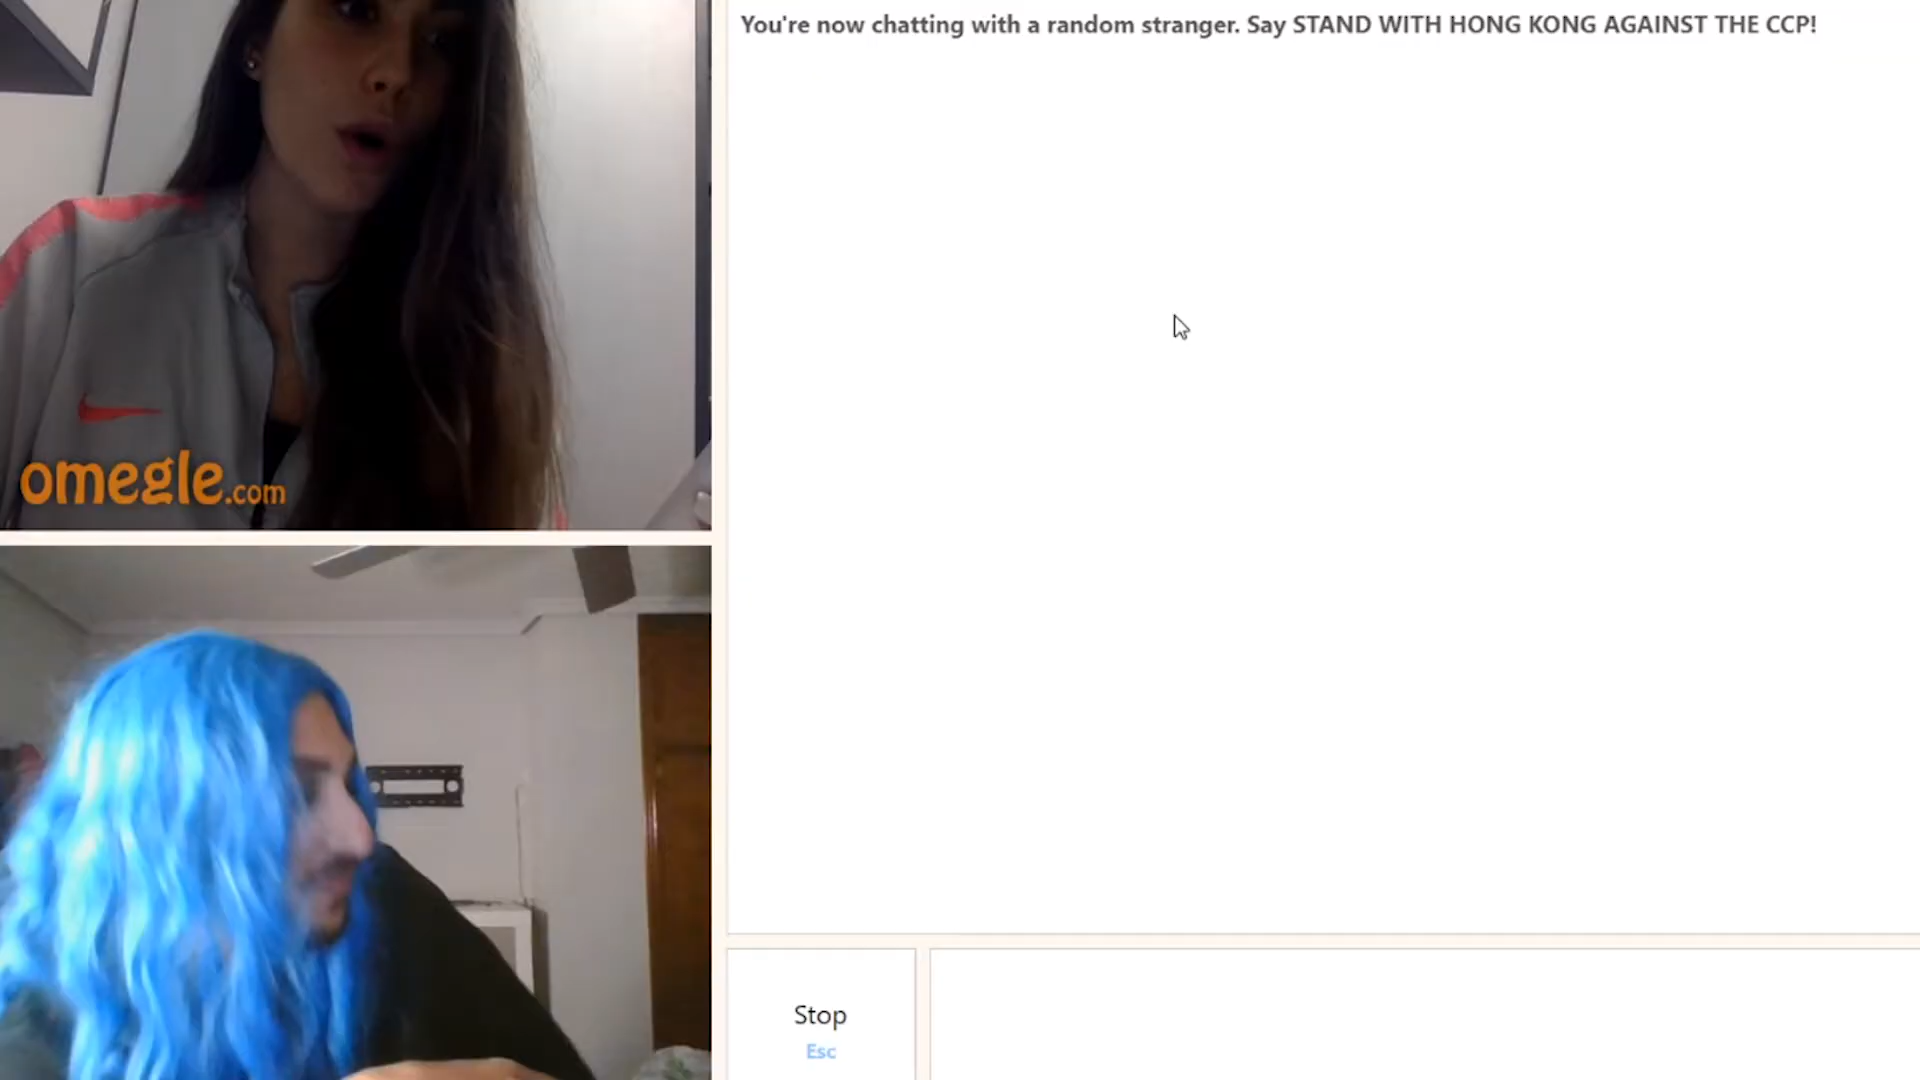 You're now chatting with a random stranger. Say STAND WITH HONG KONG AGAINST THE CCP!
omegle.com
Stop
Esc